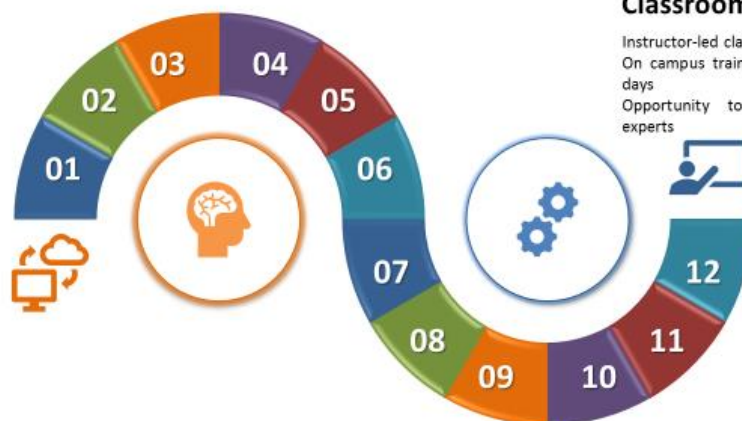 Classroom
Instructor-led cla
On campus train
days
Opportunity to
experts
01
02
03
04
05
06
07
08
09
10
11
12